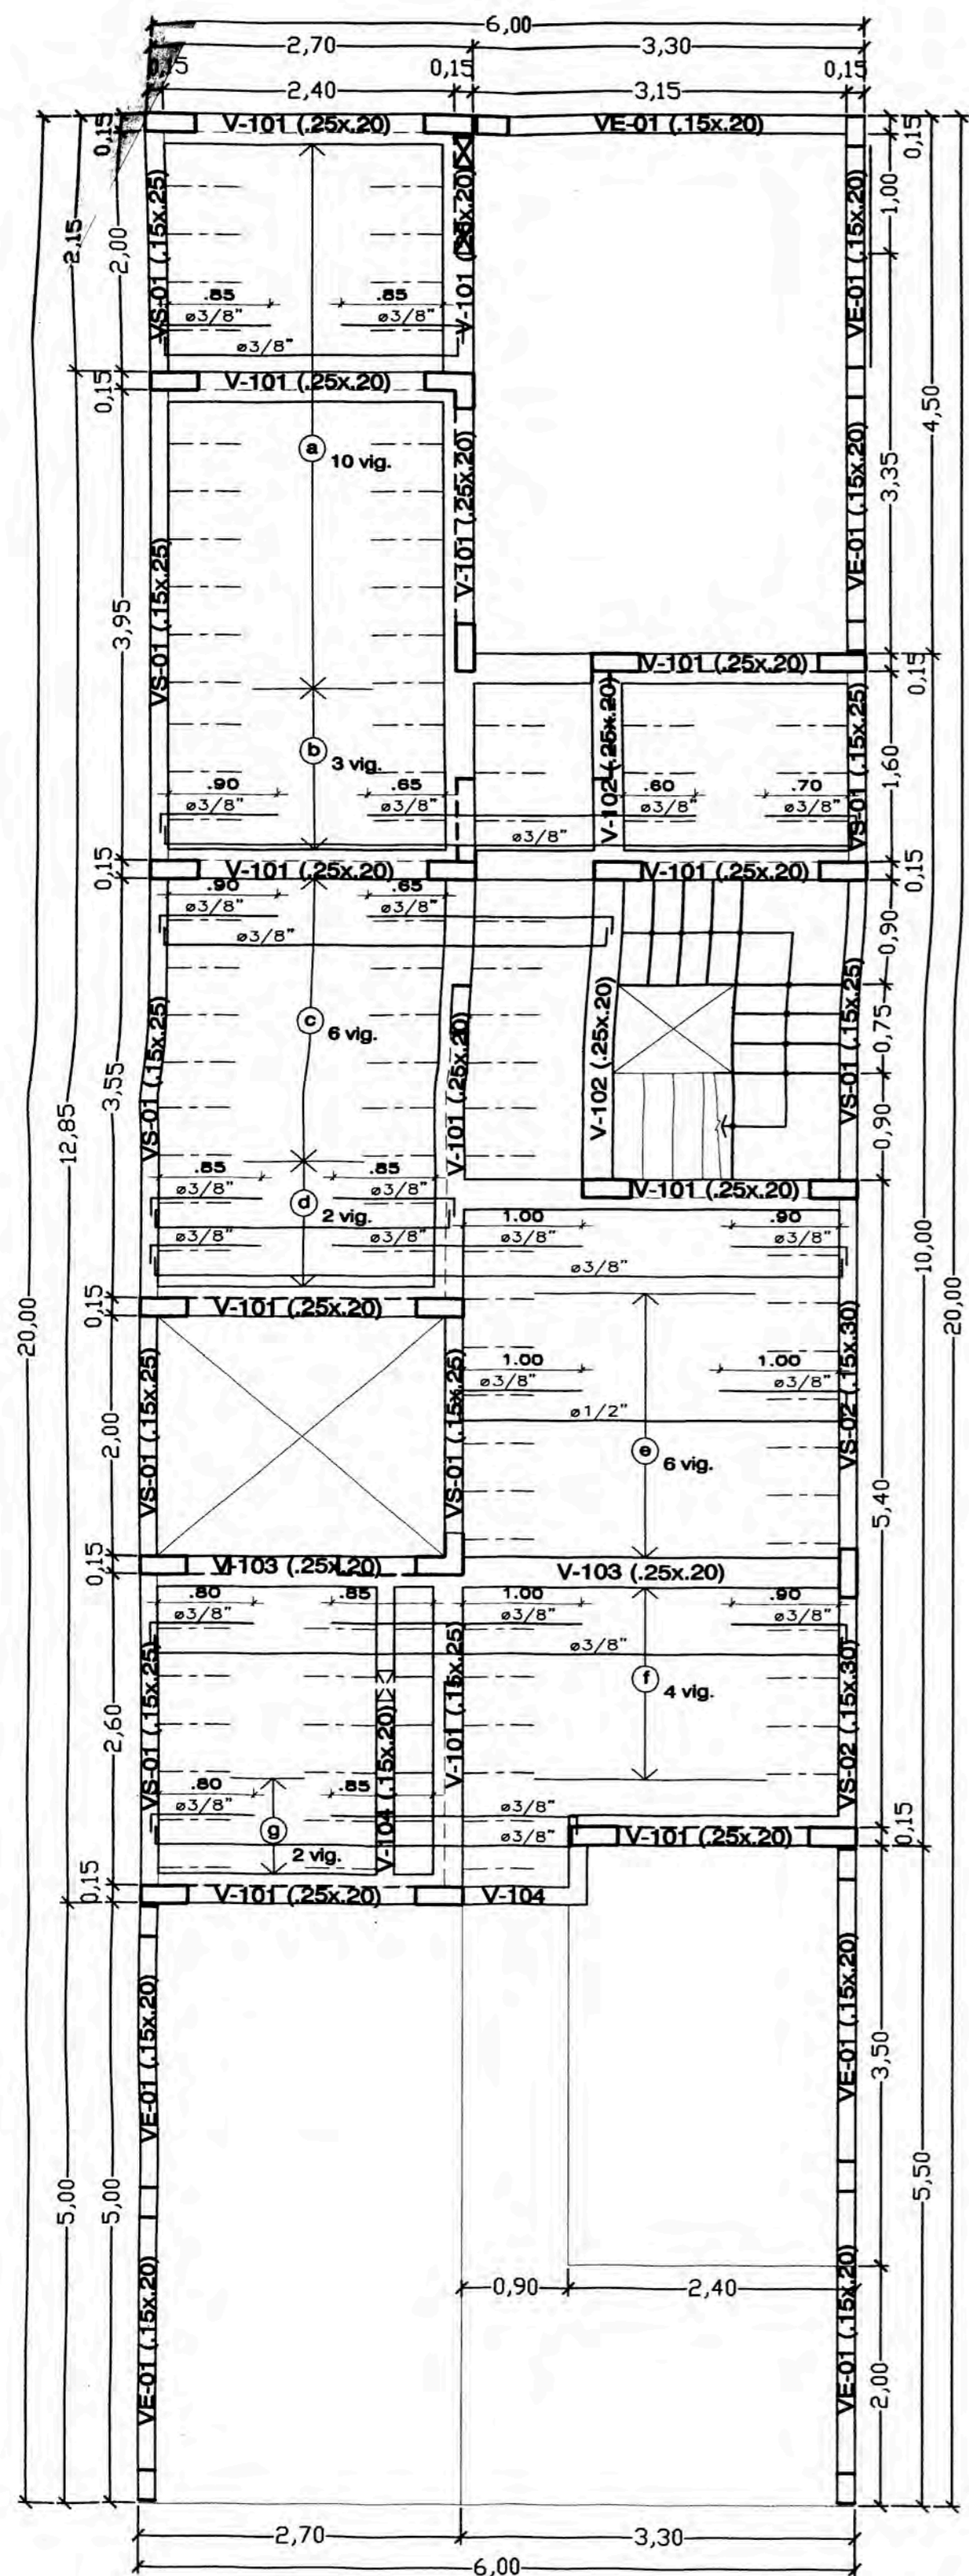 6,00
2,70 3,30
0,15 0,15 0,15
2,40 3,15
V-101 (.25x.20) VE-01 (.15x.20)
0,15 0,15
2,15
2,00
1,00
VS-01 (.15x.25)
V-101 (.25x.20)
VE-01 (.15x.20)
.85 .85
ø3/8" ø3/8"
ø3/8"
0,15
V-101 (.25x.20)
4,50
a 10 vig.
3,35
V-101 (.25x.20)
VE-01 (.15x.20)
VS-01 (.15x.25)
3,95
V-101 (.25x.20)
0,15
b 3 vig.
V-102 (.25x.20)
VS-01 (.15x.25)
1,60
.90 .65 .60 .70
ø3/8" ø3/8" ø3/8" ø3/8"
ø3/8"
0,15
V-101 (.25x.20) V-101 (.25x.20)
0,15
.90 .65
ø3/8" ø3/8"
ø3/8"
0,90
c 6 vig.
VS-01 (.15x.25)
V-101 (.25x.20)
V-102 (.25x.20)
VS-01 (.15x.25)
0,75
3,55
0,90
12,85
.85 .85
ø3/8" ø3/8"
V-101 (.25x.20)
d 2 vig.
1.00 .90
ø3/8" ø3/8" ø3/8" ø3/8"
ø3/8"
10,00
0,15
V-101 (.25x.20)
20,00 20,00
VS-01 (.15x.25)
VS-01 (.15x.25)
VS-02 (.15x.30)
1.00 1.00
ø3/8" ø3/8"
ø1/2"
2,00
e 6 vig.
5,40
0,15
V-103 (.25x.20) V-103 (.25x.20)
.80 .85 1.00 .90
ø3/8" ø3/8" ø3/8"
ø3/8"
VS-01 (.15x.25)
V-101 (.15x.25)
VS-02 (.15x.30)
f 4 vig.
2,60
V-104 (.15x.20)
.80 .85
ø3/8" ø3/8"
ø3/8"
g 2 vig.
V-101 (.25x.20)
0,15
0,15
V-101 (.25x.20) V-104
VE-01 (.15x.20) VE-01 (.15x.20)
3,50
5,00 5,00 5,50
0,90 2,40
VE-01 (.15x.20) VE-01 (.15x.20)
2,00
2,70 3,30
6,00